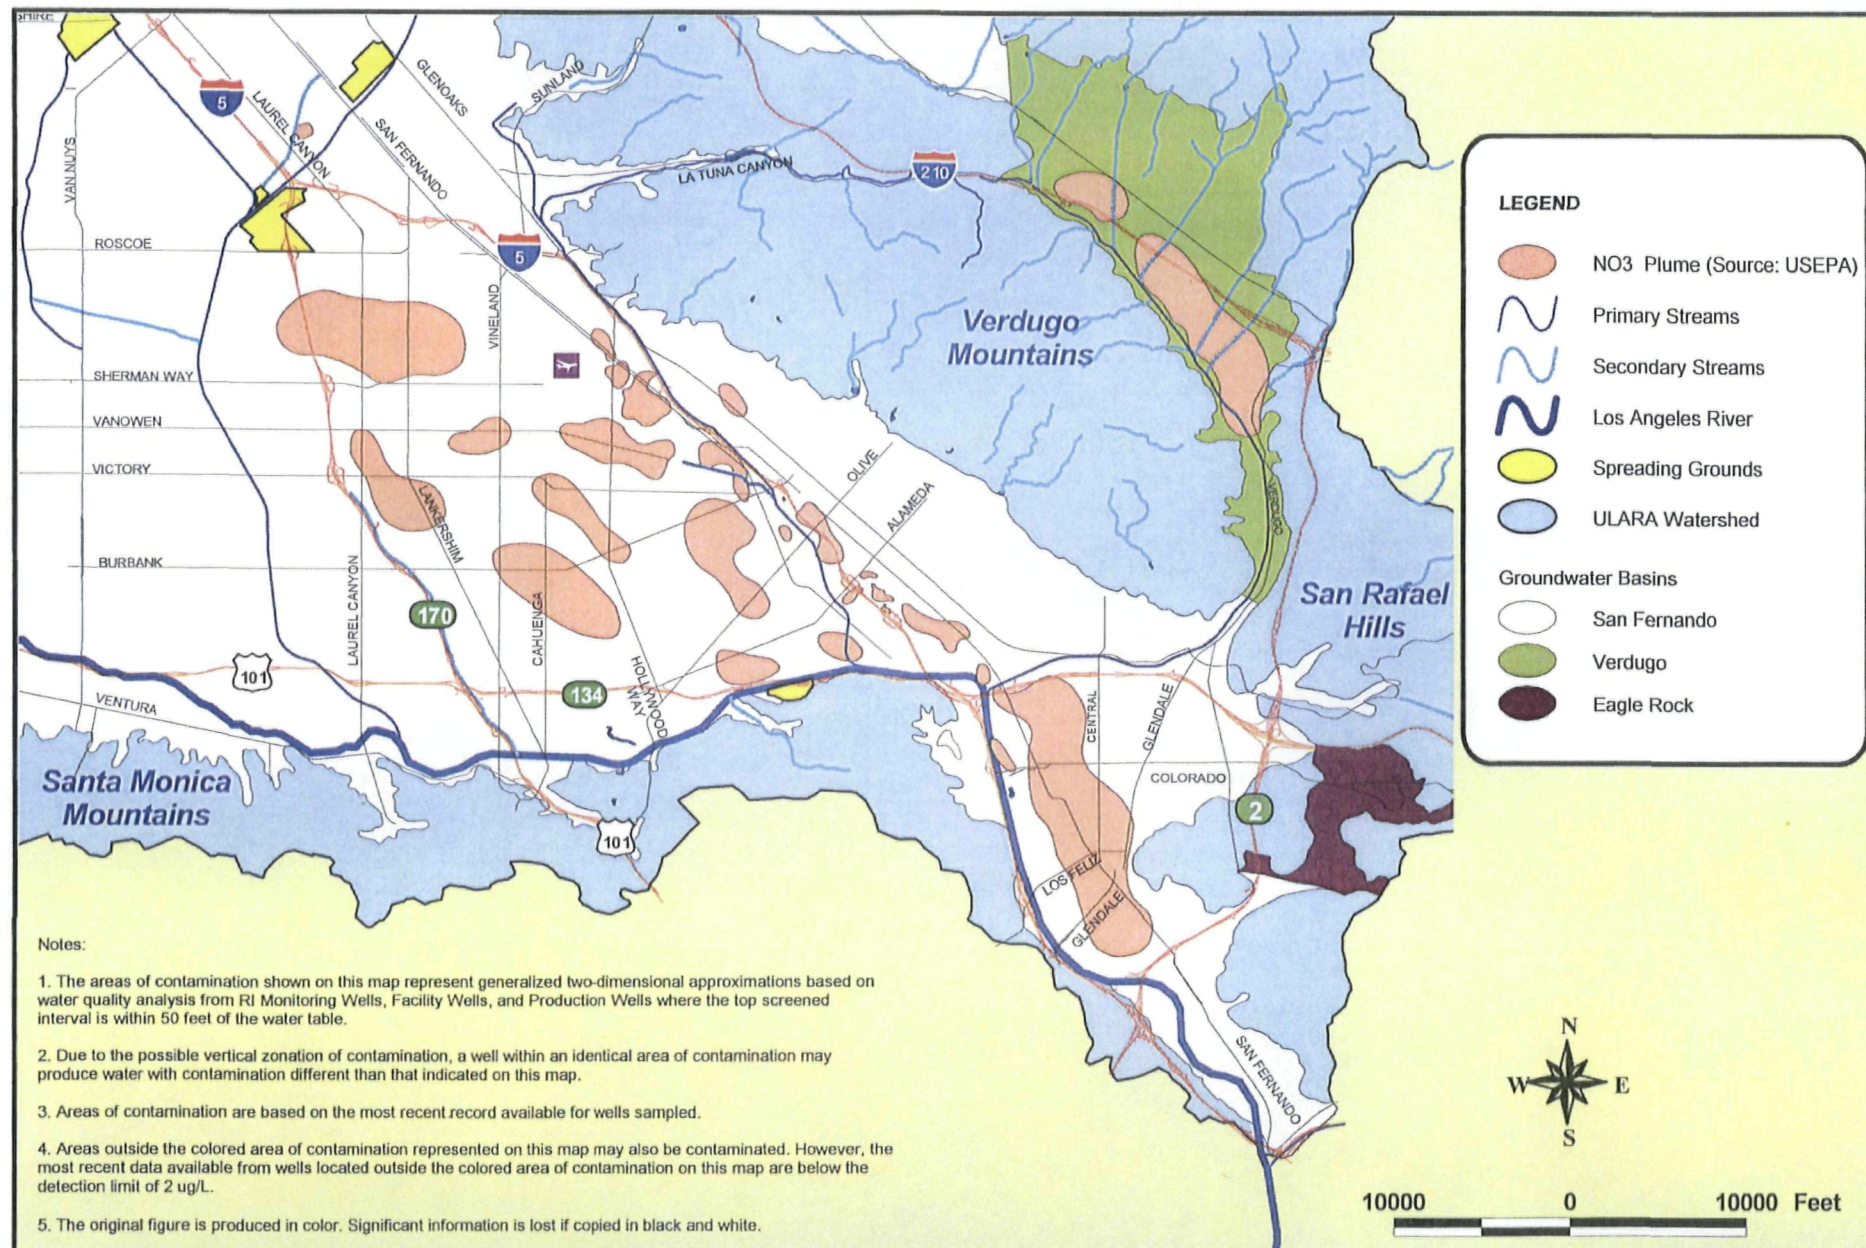 SHIRE
5
GLENOAKS
SUNLAND
LAUREL CANYON
SAN FERNANDO
VAN NUYS
LA TUNA CANYON
210
ROSCOE
5
VINELAND
Verdugo
Mountains
SHERMAN WAY
VANOWEN
VICTORY
OLIVE
ALAMEDA
LANKERSHIM
VERDUGO
BURBANK
LAUREL CANYON
170
CAHUENGA
San Rafael
Hills
101
134
HOLLYWOOD
WAY
VENTURA
CENTRAL
GLENDALE
COLORADO
Santa Monica
Mountains
2
101
LOS FELIZ
GLENDALE
SAN FERNANDO
LEGEND
NO3 Plume (Source: USEPA)
Primary Streams
Secondary Streams
Los Angeles River
Spreading Grounds
ULARA Watershed
Groundwater Basins
San Fernando
Verdugo
Eagle Rock
Notes:
1. The areas of contamination shown on this map represent generalized two-dimensional approximations based on
water quality analysis from RI Monitoring Wells, Facility Wells, and Production Wells where the top screened
interval is within 50 feet of the water table.
2. Due to the possible vertical zonation of contamination, a well within an identical area of contamination may
produce water with contamination different than that indicated on this map.
3. Areas of contamination are based on the most recent record available for wells sampled.
4. Areas outside the colored area of contamination represented on this map may also be contaminated. However, the
most recent data available from wells located outside the colored area of contamination on this map are below the
detection limit of 2 ug/L.
5. The original figure is produced in color. Significant information is lost if copied in black and white.
N
W E
S
10000 0 10000 Feet